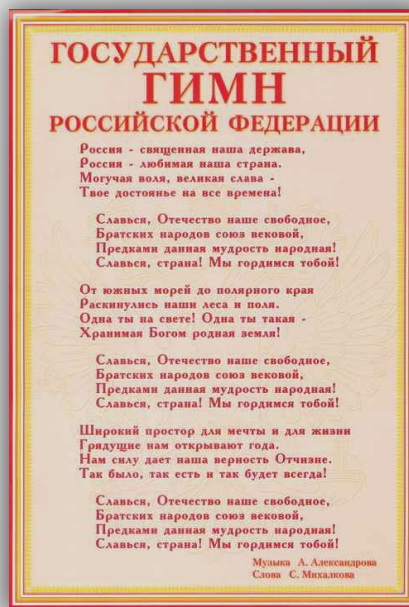 ГОСУДАРСТВЕННЫЙ
ГИМН
РОССИЙСКОЙ ФЕДЕРАЦИИ
Россия - священная наша держава,
Россия - любимая наша страна.
Могучая воля, великая слава -
Твое достоянье на все времена!
Славься, Отечество наше свободное,
Братских народов союз вековой,
Предками данная мудрость народная!
Славься, страна! Мы гордимся тобой!
От южных морей до полярного края
Раскинулись наши леса и поля.
Одна ты на свете! Одна ты такая -
Хранимая Богом родная земля!
Славься, Отечество наше свободное,
Братских народов союз вековой,
Предками данная мудрость народная!
Славься, страна! Мы гордимся тобой!
Широкий простор для мечты и для жизни
Грядущие нам открывают года.
Нам силу дает наша верность Отчизне.
Так было, так есть и так будет всегда!
Славься, Отечество наше свободное,
Братских народов союз вековой,
Предками данная мудрость народная!
Славься, страна! Мы гордимся тобой!
Музыка А. Александрова
Слова С. Михалкова